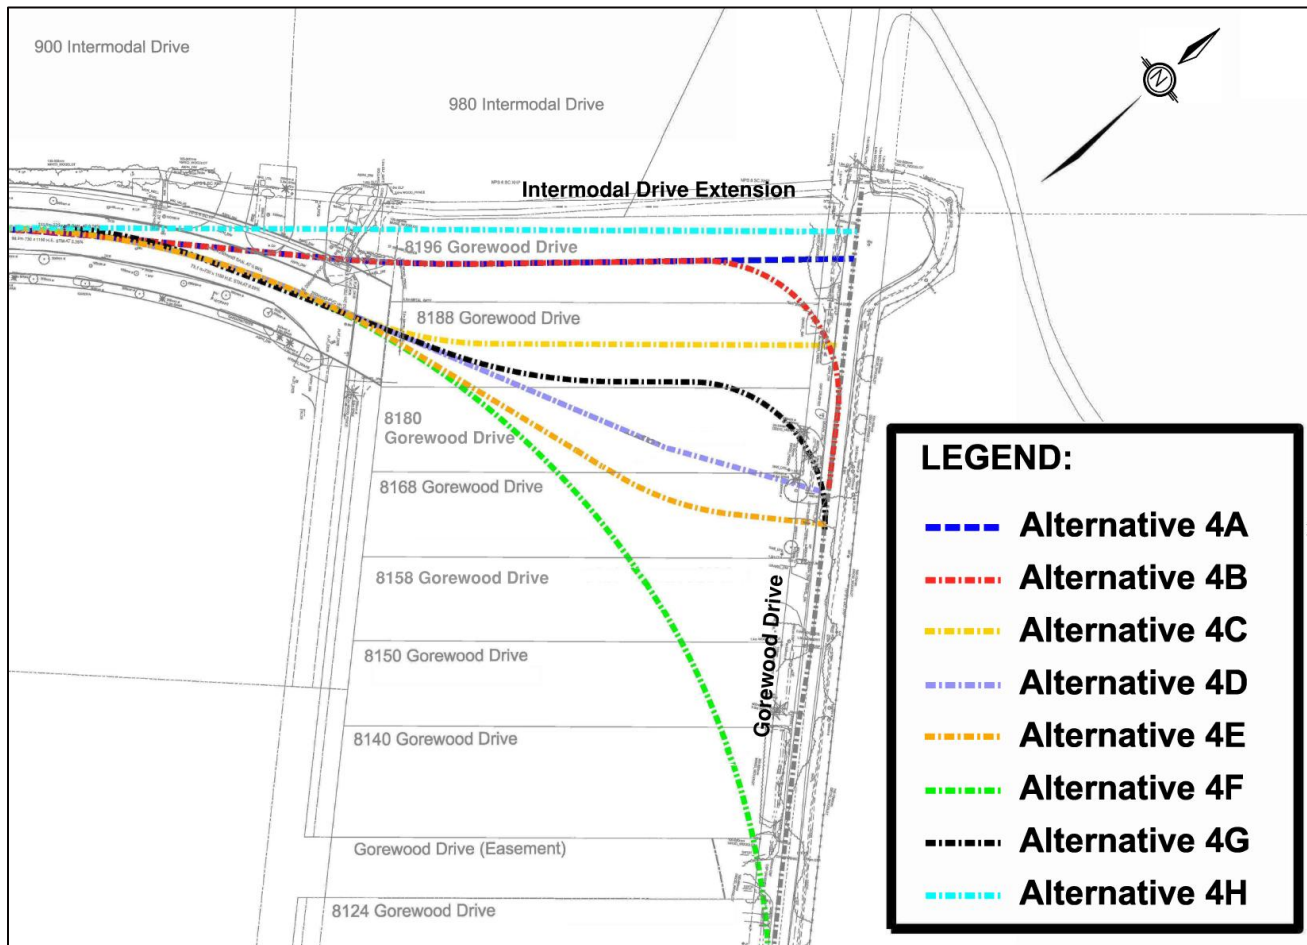 900 Intermodal Drive
980 Intermodal Drive
N
Intermodal Drive Extension
8196 Gorewood Drive
8188 Gorewood Drive
8180
Gorewood Drive
8168 Gorewood Drive
8158 Gorewood Drive
8150 Gorewood Drive
8140 Gorewood Drive
Gorewood Drive (Easement)
8124 Gorewood Drive
Gorewood Drive
LEGEND:
Alternative 4A
Alternative 4B
Alternative 4C
Alternative 4D
Alternative 4E
Alternative 4F
Alternative 4G
Alternative 4H